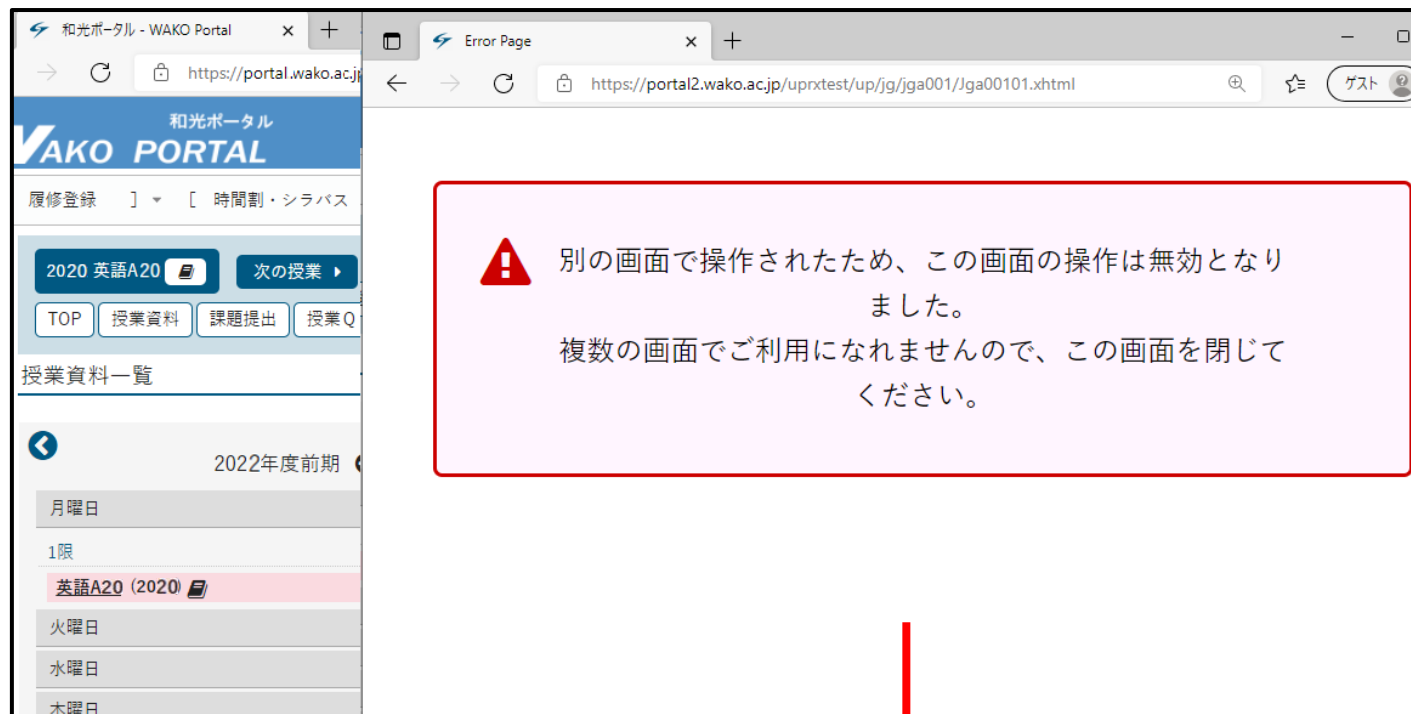 和光ポータル - WAKO Portal
https://portal.wako.ac.jp
和光ポータル
WAKO PORTAL
履修登録 ] [ 時間割・シラバス
2020 英語A20
次の授業
TOP 授業資料 課題提出 授業Q
授業資料一覧
2022年度前期
月曜日
1限
英語A20 (2020)
火曜日
水曜日
木曜日
Error Page
https://portal2.wako.ac.jp/uprxtest/up/jg/jga001/Jga00101.xhtml
ゲスト
別の画面で操作されたため、この画面の操作は無効となり
ました。
複数の画面でご利用になれませんので、この画面を閉じて
ください。